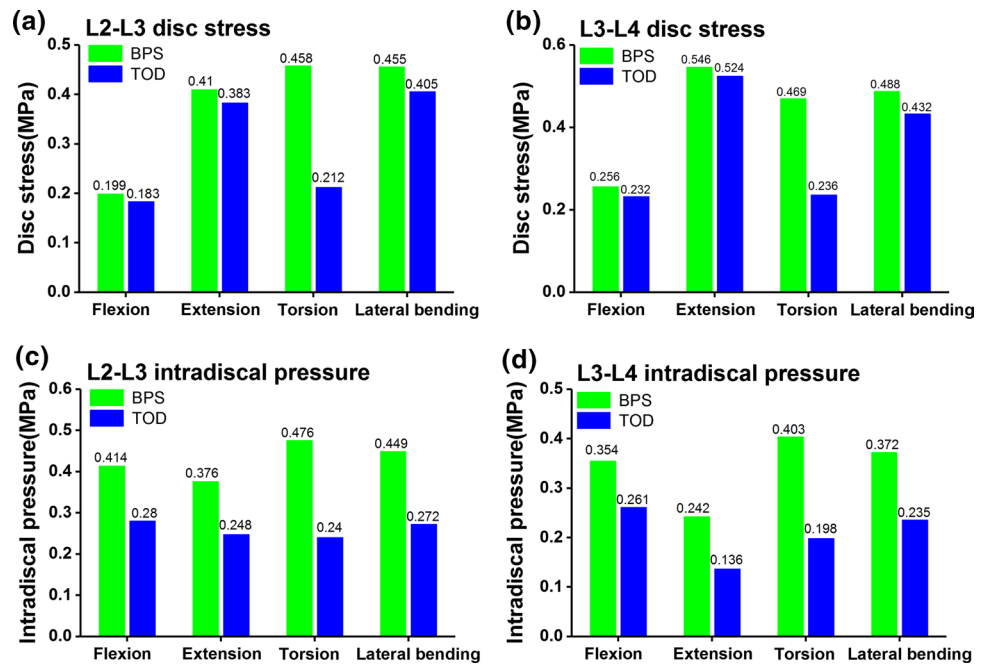 (a)
L2-L3 disc stress
BPS
TOD
Disc stress(MPa)
0.5
0.4
0.3
0.2
0.1
0.0
0.199
0.183
0.41
0.383
0.458
0.212
0.455
0.405
Flexion
Extension
Torsion
Lateral bending
(b)
L3-L4 disc stress
BPS
TOD
Disc stress(MPa)
0.6
0.4
0.2
0.0
0.256
0.232
0.546
0.524
0.469
0.236
0.488
0.432
Flexion
Extension
Torsion
Lateral bending
(c)
L2-L3 intradiscal pressure
BPS
TOD
Intradiscal pressure(MPa)
0.6
0.5
0.4
0.3
0.2
0.1
0.0
0.414
0.28
0.376
0.248
0.476
0.24
0.449
0.272
Flexion
Extension
Torsion
Lateral bending
(d)
L3-L4 intradiscal pressure
BPS
TOD
Intradiscal pressure(MPa)
0.5
0.4
0.3
0.2
0.1
0.0
0.354
0.261
0.242
0.136
0.403
0.198
0.372
0.235
Flexion
Extension
Torsion
Lateral bending